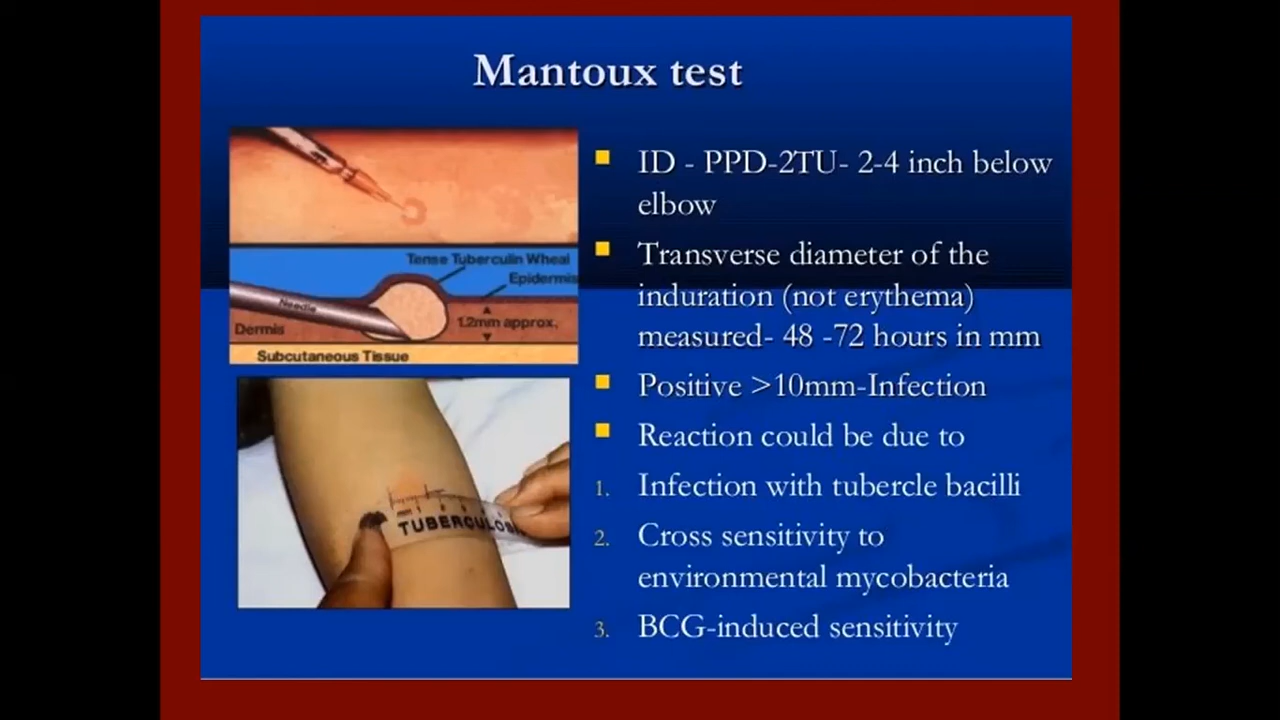 Mantoux test
Tense Tuberculin Wheal
Epidermis
Needle
Dermis
1.2mm approx.
Subcutaneous Tissue
ID - PPD-2TU- 2-4 inch below
elbow
Transverse diameter of the
induration (not erythema)
measured- 48 -72 hours in mm
Positive >10mm-Infection
Reaction could be due to
1. Infection with tubercle bacilli
2. Cross sensitivity to
environmental mycobacteria
3. BCG-induced sensitivity
TUBERCULOSI